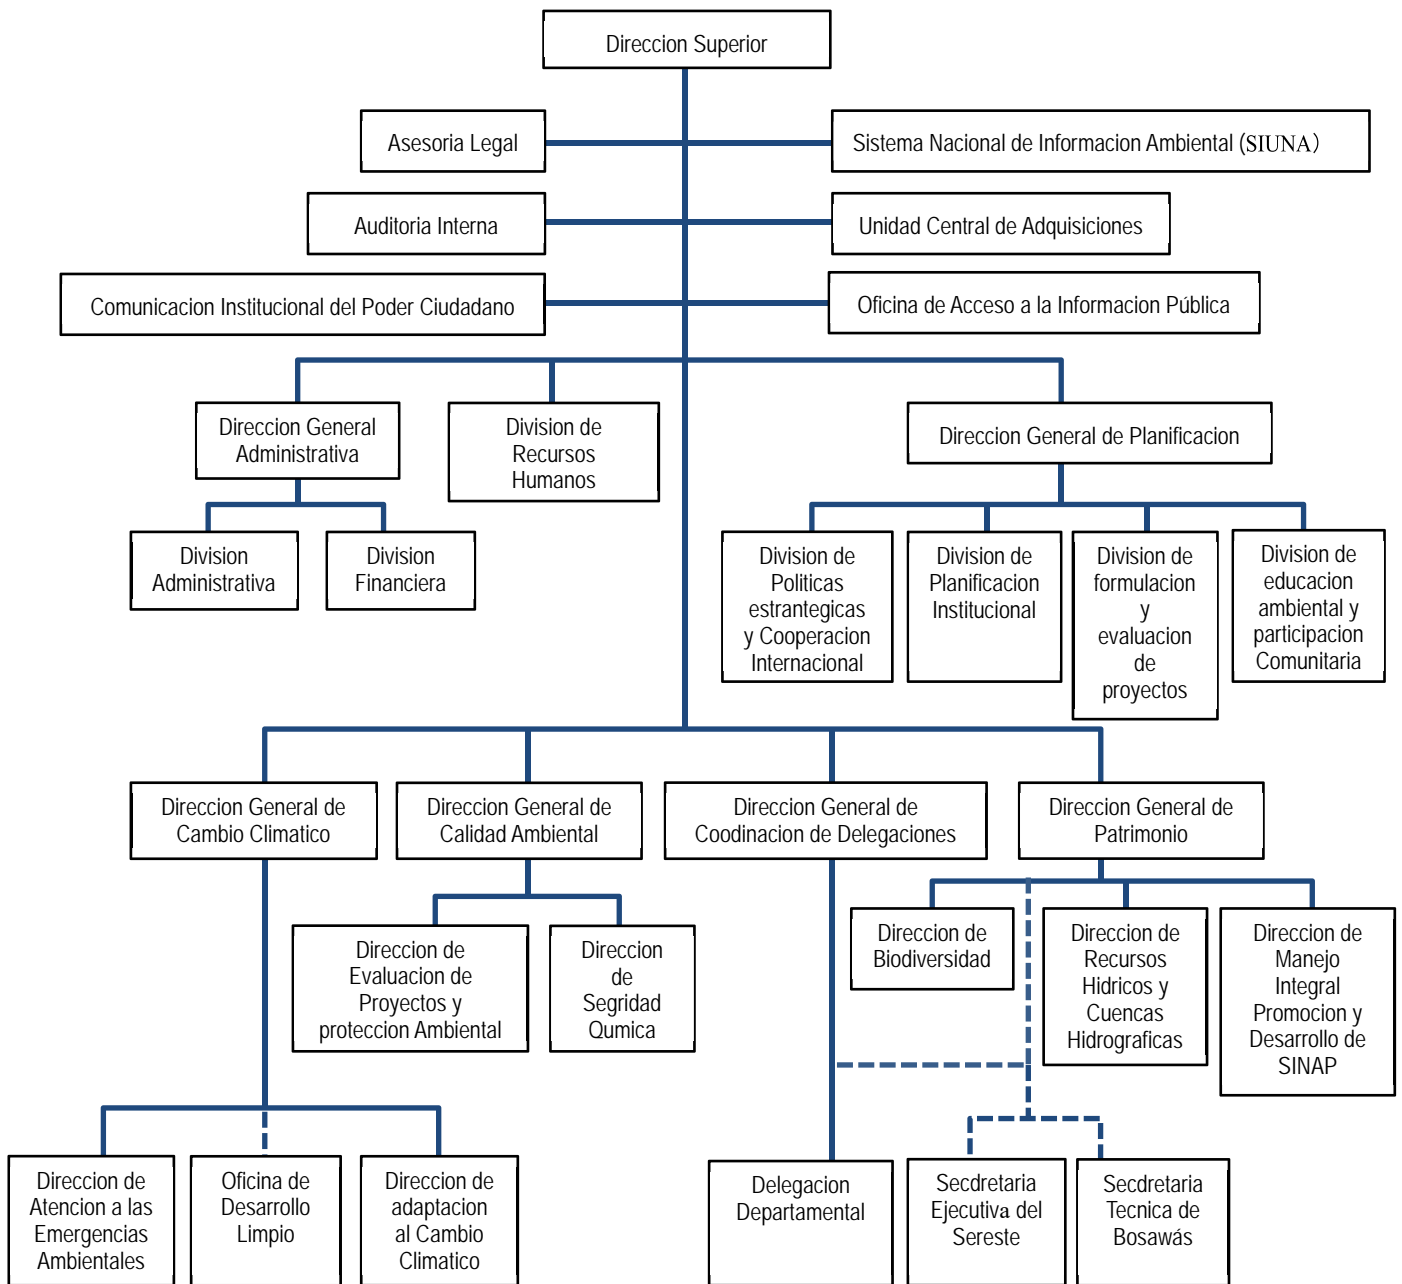 Direccion Superior
Asesoria Legal
Sistema Nacional de Informacion Ambiental (SIUNA)
Auditoria Interna
Unidad Central de Adquisiciones
Comunicacion Institucional del Poder Ciudadano
Oficina de Acceso a la Informacion Pública
Direccion General
Administrativa
Division de
Recursos
Humanos
Direccion General de Planificacion
Division
Administrativa
Division
Financiera
Division de
Politicas
estrantegicas
y Cooperacion
Internacional
Division de
Planificacion
Institucional
Division de
formulacion
y
evaluacion
de
proyectos
Division de
educacion
ambiental y
participacion
Comunitaria
Direccion General de
Cambio Climatico
Direccion General de
Calidad Ambiental
Direccion General de
Coodinacion de Delegaciones
Direccion General de
Patrimonio
Direccion de
Evaluacion de
Proyectos y
proteccion Ambiental
Direccion
de
Segridad
Qumica
Direccion de
Biodiversidad
Direccion de
Recursos
Hidricos y
Cuencas
Hidrograficas
Direccion de
Manejo
Integral
Promocion y
Desarrollo de
SINAP
Direccion de
Atencion a las
Emergencias
Ambientales
Oficina de
Desarrollo
Limpio
Direccion de
adaptacion
al Cambio
Climatico
Delegacion
Departamental
Secdretaria
Ejecutiva del
Sereste
Secdretaria
Tecnica de
Bosawás